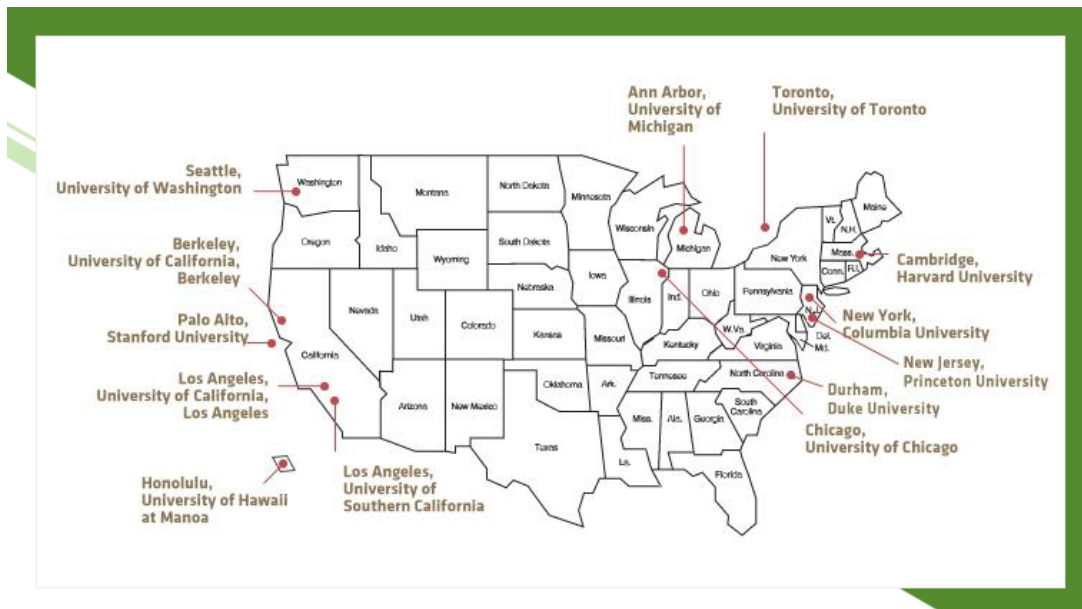 Ann Arbor,
University of
Michigan
Toronto,
University of Toronto
Seattle,
University of Washington
Berkeley,
University of California,
Berkeley
Palo Alto,
Stanford University
Los Angeles,
University of California,
Los Angeles
Honolulu,
University of Hawaii
at Manoa
Los Angeles,
University of
Southern California
Cambridge,
Harvard University
New York,
Columbia University
New Jersey,
Princeton University
Durham,
Duke University
Chicago,
University of Chicago
Washington
Montana
North Dakota
Minnesota
Wisconsin
Michigan
Vt.
N.H.
Maine
Oregon
Idaho
Wyoming
South Dakota
New York
Mass.
Conn.
R.I.
Nevada
Utah
Colorado
Nebraska
Iowa
Illinois
Ind.
Ohio
Pennsylvania
N.J.
Del.
Md.
California
Kansas
Missouri
Kentucky
W.Va.
Virginia
Arizona
New Mexico
Oklahoma
Ark.
Tennessee
North Carolina
South
Carolina
Texas
La.
Miss.
Ala.
Georgia
Florida